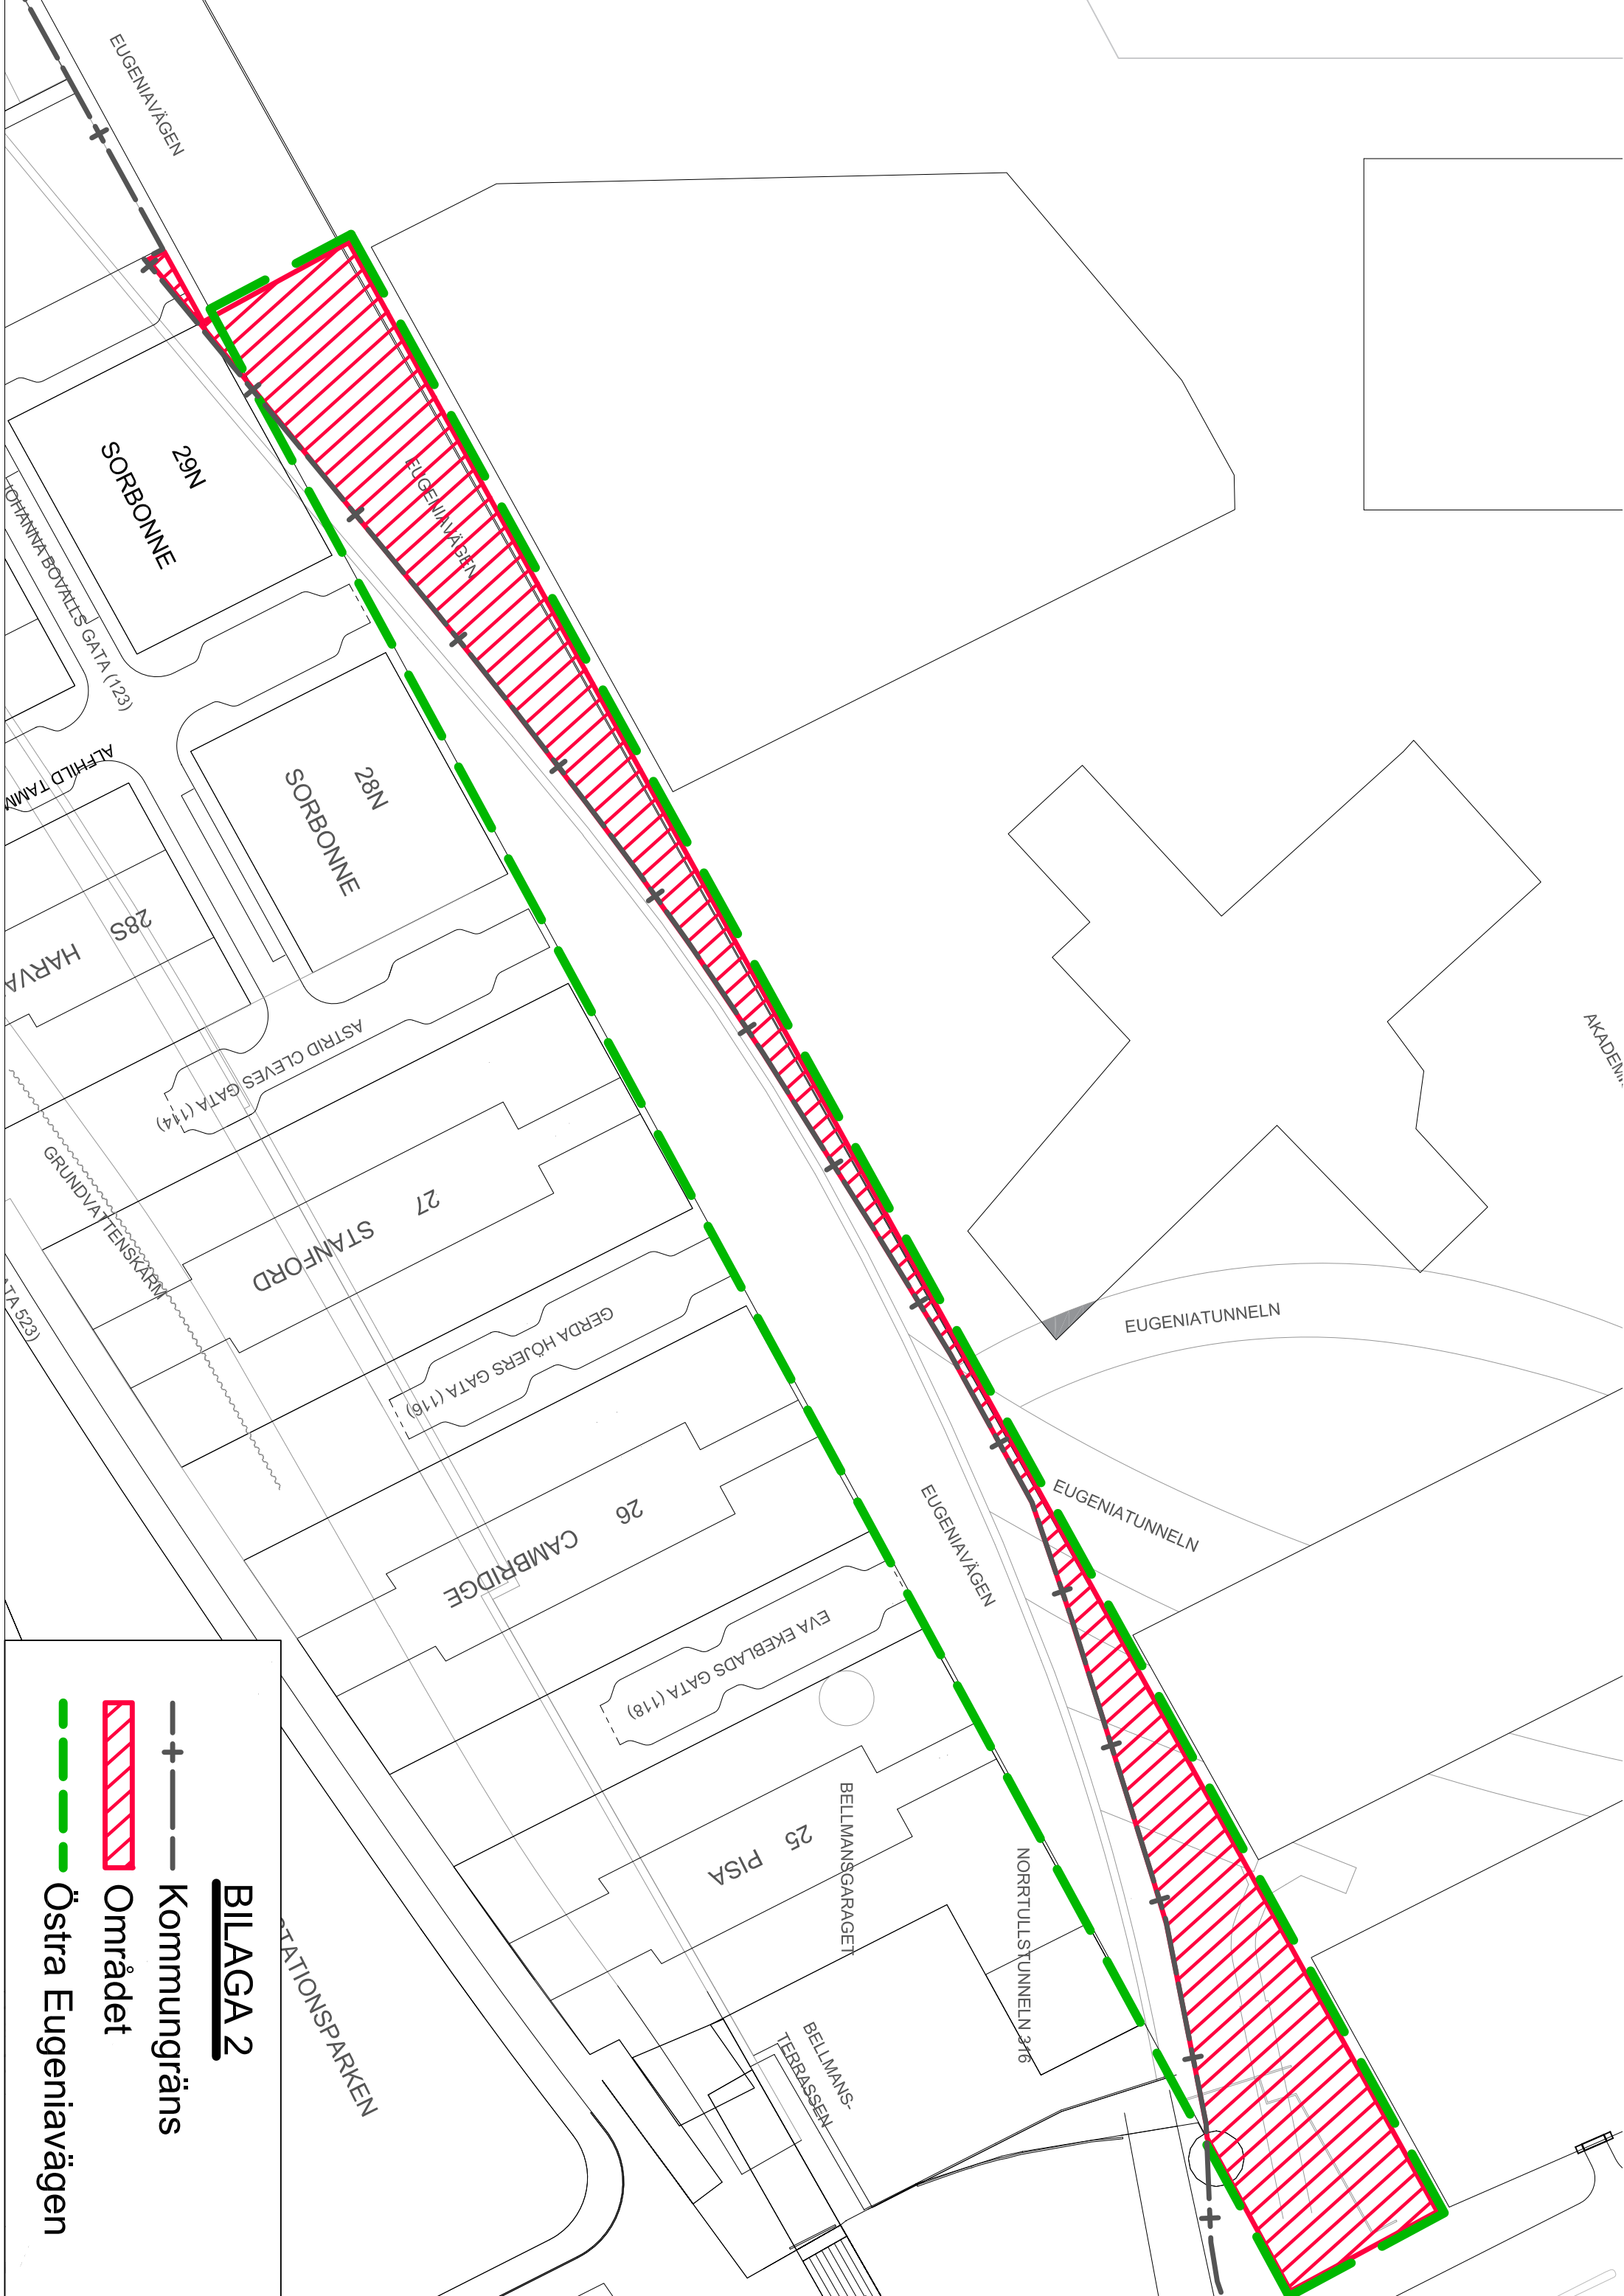 EUGENIAVÄGEN
EUGENIAVÄGEN
29N
SORBONNE
JOHANNA BOVALLS GATA (123)
28N
SORBONNE
ALFHILD TAMM
28S
HARVA
ASTRID CLEVES GATA (114)
GRUNDVATTENSKÄRM
27
STANFORD
GERDA HÖJERS GATA (116)
ATA 523)
26
CAMBRIDGE
EVA EKEBLADS GATA (118)
EUGENIAVÄGEN
EUGENIATUNNELN
EUGENIATUNNELN
25
PISA
BELLMANSGARAGET
NORRTULLSTUNNELN 316
BELLMANS-
TERRASSEN
TATIONSPARKEN
BILAGA 2
Kommungräns
Området
Östra Eugeniavägen